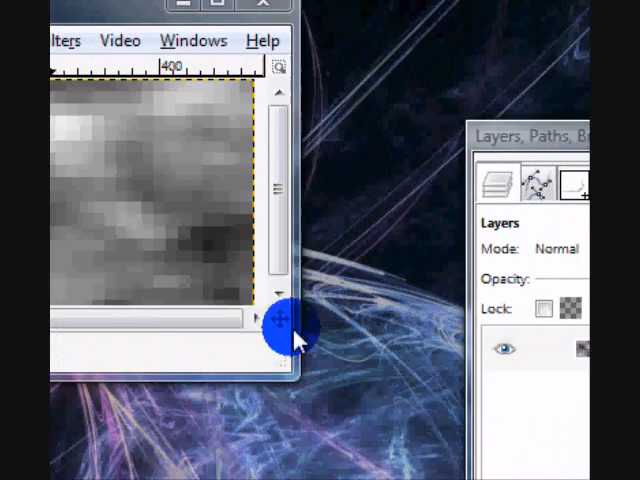 lters Video Windows Help
400
Layers, Paths, Br
Layers
Mode: Normal
Opacity:
Lock: